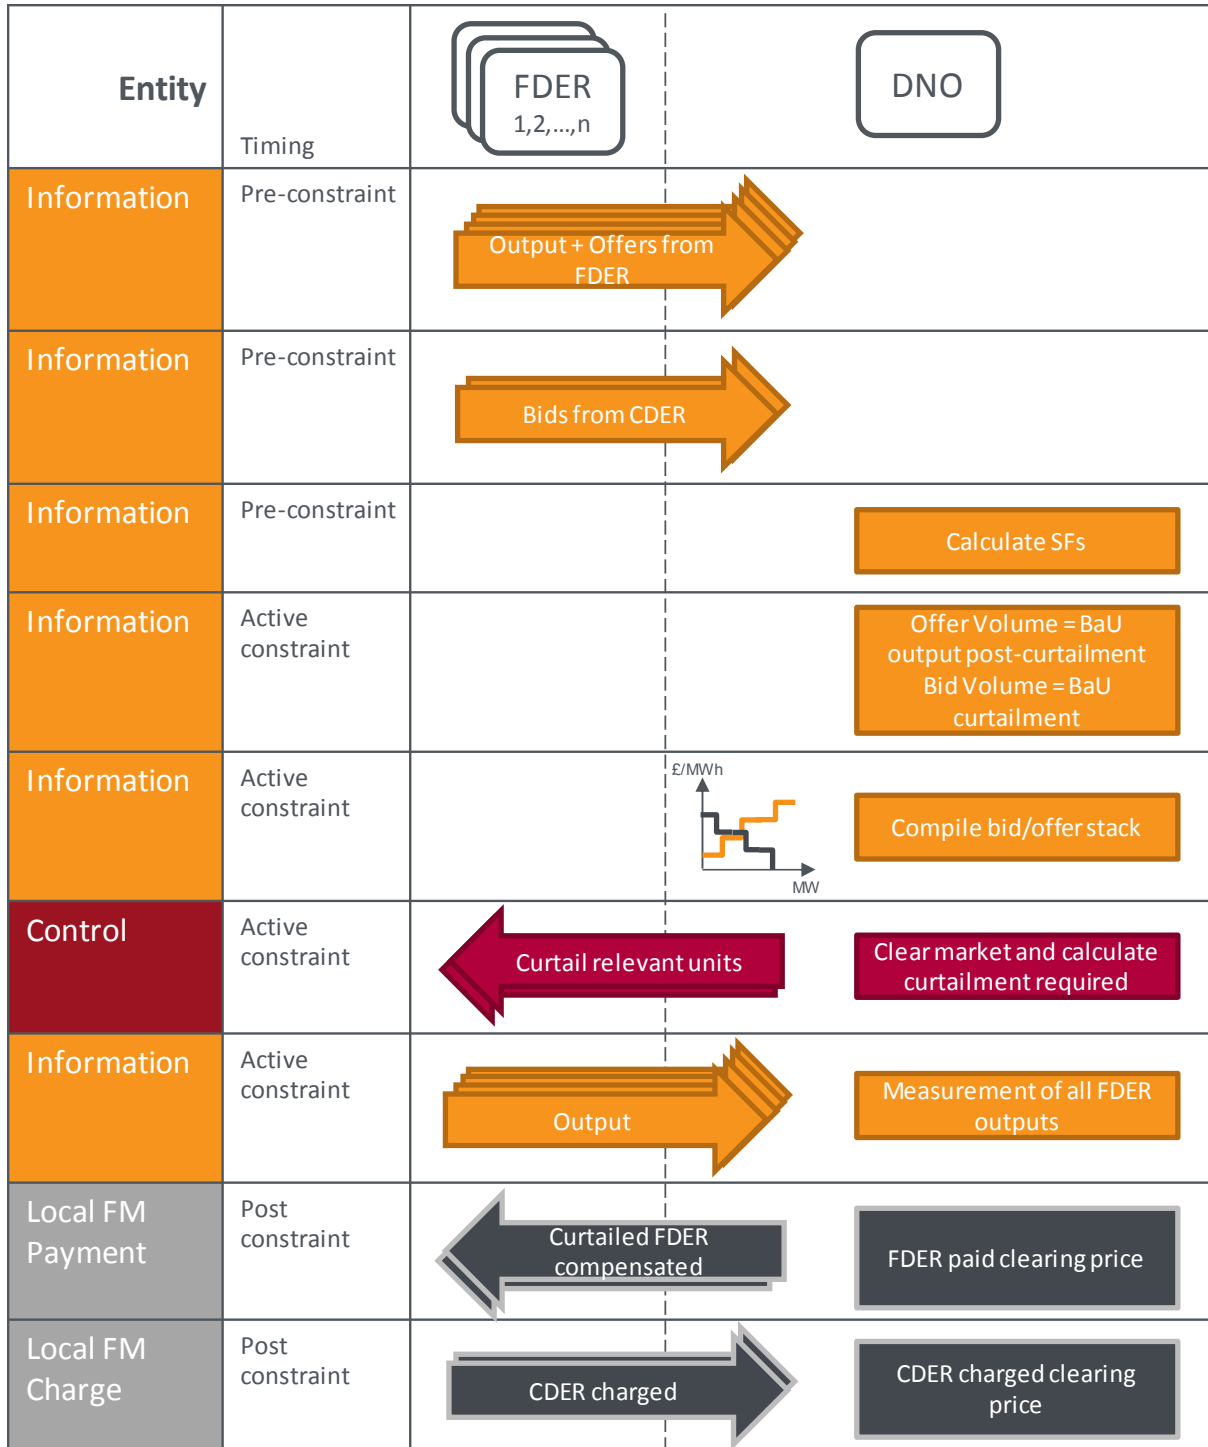 Entity
Timing
FDER
1,2,...,n
DNO
Information
Pre-constraint
Output + Offers from
FDER
Information
Pre-constraint
Bids from CDER
Information
Pre-constraint
Calculate SFs
Information
Active
constraint
Offer Volume = BaU
output post-curtailment
Bid Volume = BaU
curtailment
Information
Active
constraint
£/MWh
MW
Compile bid/offer stack
Control
Active
constraint
Curtail relevant units
Clear market and calculate
curtailment required
Information
Active
constraint
Output
Measurement of all FDER
outputs
Local FM
Payment
Post
constraint
Curtailed FDER
compensated
FDER paid clearing price
Local FM
Charge
Post
constraint
CDER charged
CDER charged clearing
price